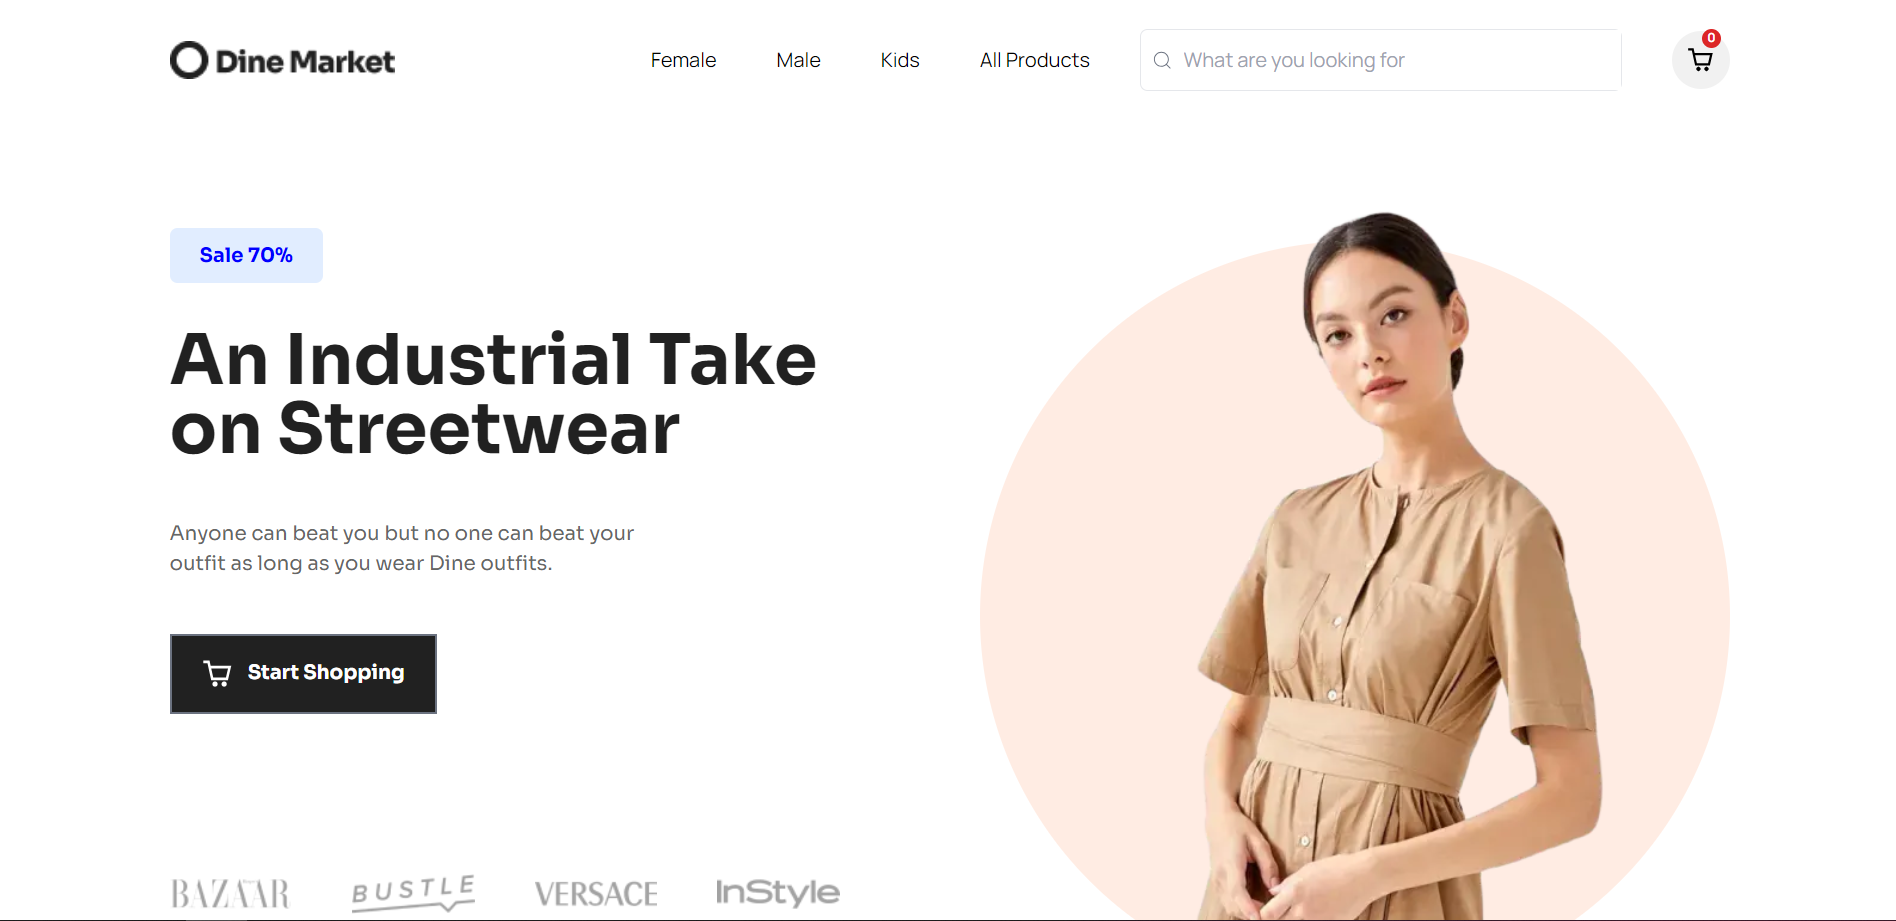 Dine Market
Female
Male
Kids
All Products
What are you looking for
0
Sale 70%
An Industrial Take
on Streetwear
Anyone can beat you but no one can beat your
outfit as long as you wear Dine outfits.
Start Shopping
BAZAAR
BUSTLE
VERSACE
InStyle